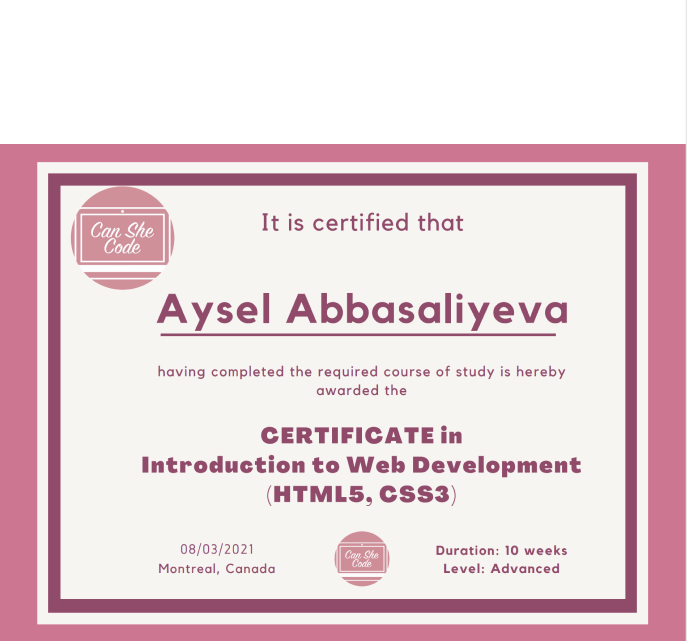 Can She
Code
It is certified that
Aysel Abbasaliyeva
having completed the required course of study is hereby
awarded the
CERTIFICATE in
Introduction to Web Development
(HTML5, CSS3)
08/03/2021
Montreal, Canada
Can She
Code
Duration: 10 weeks
Level: Advanced